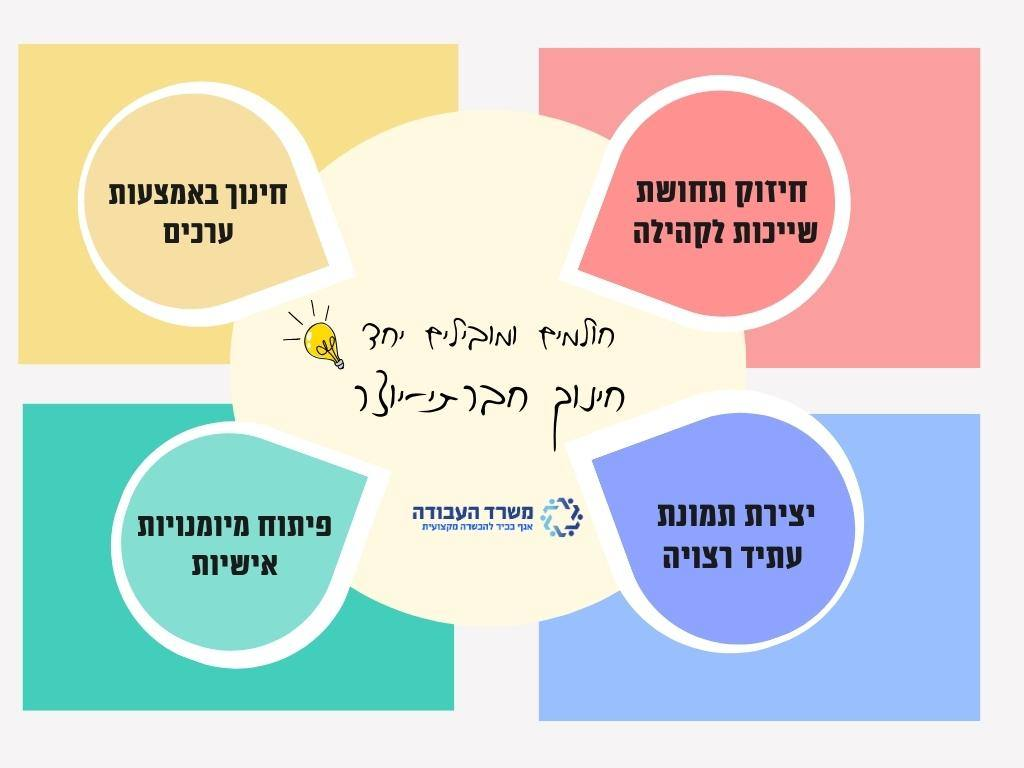 חיזוק תחושת
שייכות לקהילה
חינוך באמצעות
ערכים
חולמים ומובילים יחד
חינוך חברתי-יוצר
יצירת תמונת
עתיד רצויה
פיתוח מיומנויות
אישיות
משרד העבודה
אגף בכיר להכשרה מקצועית